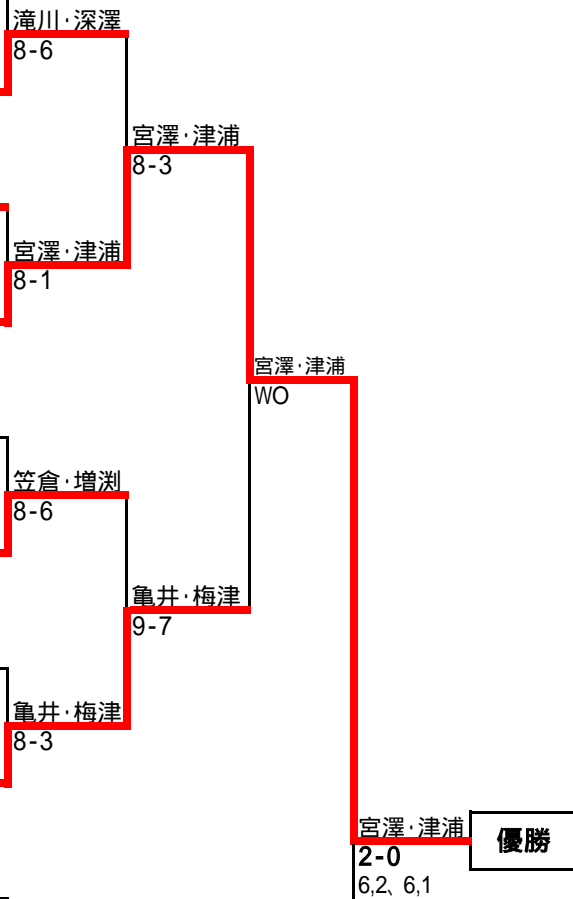 滝川·深澤
8-6
宮澤·津浦
8-3
宮澤·津浦
8-1
宮澤·津浦
WO
笠倉·増渕
8-6
亀井·梅津
9-7
亀井·梅津
8-3
宮澤·津浦
優勝
2-0
6,2、6,1